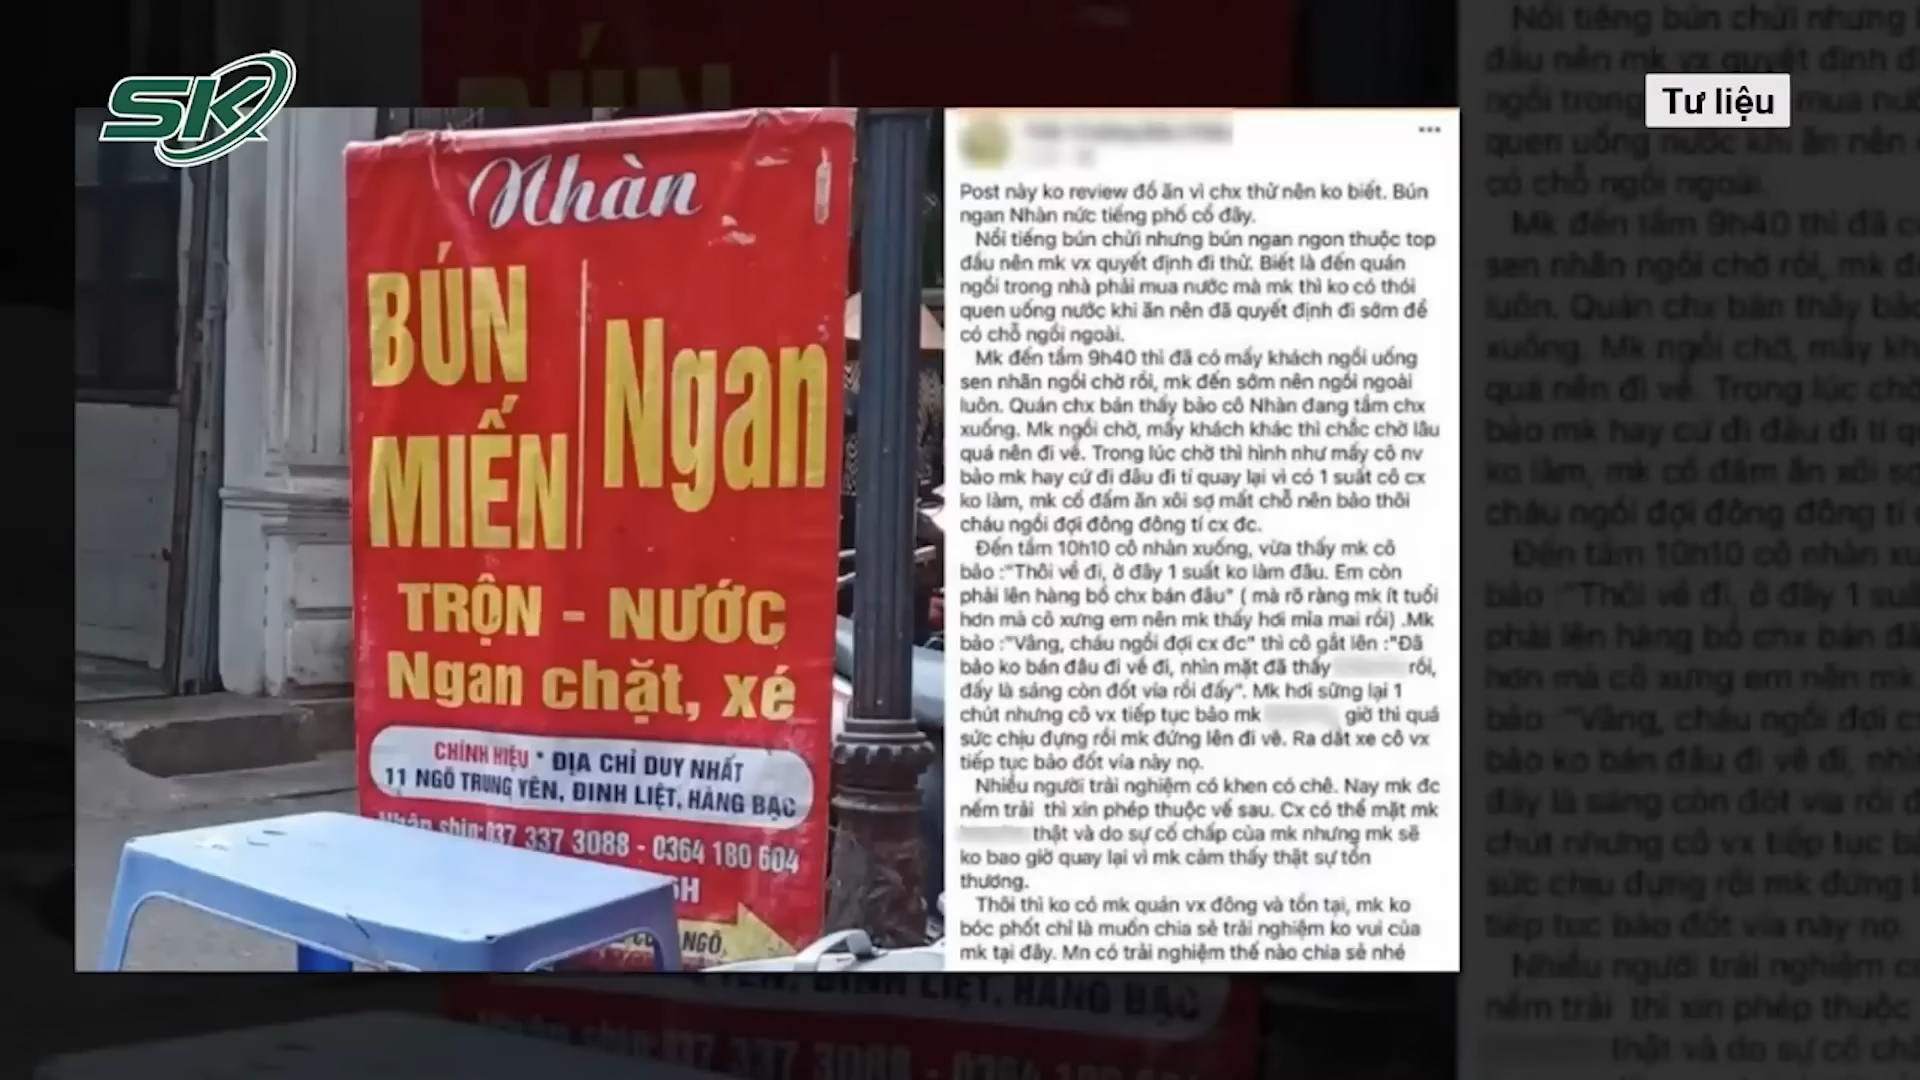 SK
Tư liệu
Nhàn
BÚN
MIẾN
Ngan
TRỘN - NƯỚC
Ngan chặt, xé
CHÍNH HIỆU * ĐỊA CHỈ DUY NHẤT
11 NGÕ TRUNG YÊN, ĐINH LIỆT, HÀNG BẠC
Nhận ship: 037 337 3088 - 0364 180 604
NGÕ,
Post này ko review đồ ăn vì chx thử nên ko biết. Bún
ngan Nhàn nức tiếng phố cổ đây.
Nổi tiếng bún chửi nhưng bún ngan ngon thuộc top
đầu nên mk vx quyết định đi thử. Biết là đến quán
ngồi trong nhà phải mua nước mà mk thì ko có thói
quen uống nước khi ăn nên đã quyết định đi sớm để
có chỗ ngồi ngoài.
Mk đến tầm 9h40 thì đã có mấy khách ngồi uống
sen nhãn ngồi chờ rồi, mk đến sớm nên ngồi ngoài
luôn. Quán chx bán thấy bảo cô Nhàn đang tắm chx
xuống. Mk ngồi chờ, mấy khách khác thì chắc chờ lâu
quá nên đi về. Trong lúc chờ thì hình như mấy cô nv
bảo mk hay cứ đi đâu đi tí quay lại vì có 1 suất cô cx
ko làm, mk cố đấm ăn xôi sợ mất chỗ nên bảo thôi
cháu ngồi đợi đông đông tí cx đc.
Đến tầm 10h10 cô nhàn xuống, vừa thấy mk cô
bảo :"Thôi về đi, ở đây 1 suất ko làm đâu. Em còn
phải lên hàng bồ chx bán đâu" ( mà rõ ràng mk ít tuổi
hơn mà cô xưng em nên mk thấy hơi mỉa mai rồi) .Mk
bảo :"Vâng, cháu ngồi đợi cx đc" thì cô gắt lên :"Đã
bảo ko bán đâu đi về đi, nhìn mặt đã thấy rồi,
đấy là sáng còn đốt vía rồi đấy". Mk hơi sững lại 1
chút nhưng cô vx tiếp tục bảo mk giờ thì quá
sức chịu đựng rồi mk đứng lên đi về. Ra dắt xe cô vx
tiếp tục bảo đốt vía này nọ.
Nhiều người trải nghiệm có khen có chê. Nay mk đc
nếm trải thì xin phép thuộc về sau. Cx có thể mặt mk
thật và do sự cố chấp của mk nhưng mk sẽ
ko bao giờ quay lại vì mk cảm thấy thật sự tổn
thương.
Thôi thì ko có mk quán vx đông và tồn tại, mk ko
bóc phốt chỉ là muốn chia sẻ trải nghiệm ko vui của
mk tại đây. Mn có trải nghiệm thế nào chia sẻ nhé